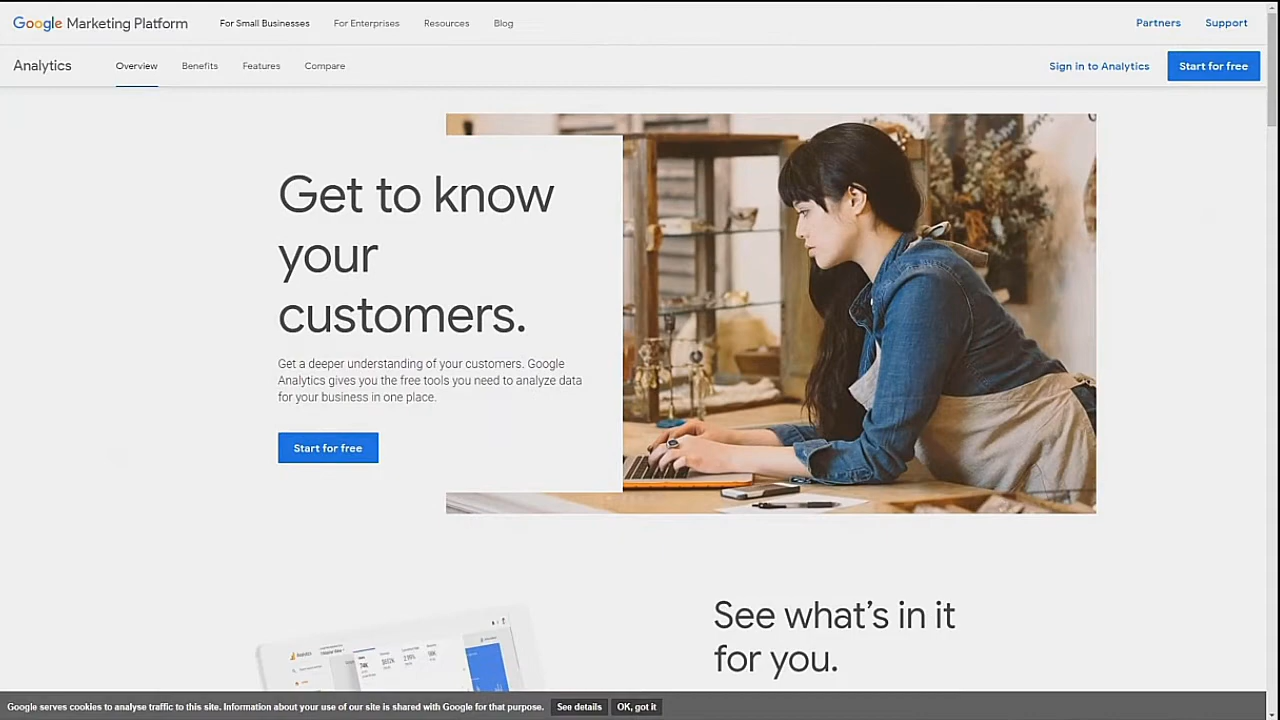 Google Marketing Platform For Small Businesses For Enterprises Resources Blog Partners Support
Analytics Overview Benefits Features Compare Sign in to Analytics Start for free
Get to know
your
customers.
Get a deeper understanding of your customers. Google
Analytics gives you the free tools you need to analyze data
for your business in one place.
Start for free
See what's in it
for you.
Google serves cookies to analyse traffic to this site. Information about your use of our site is shared with Google for that purpose. See details OK, got it